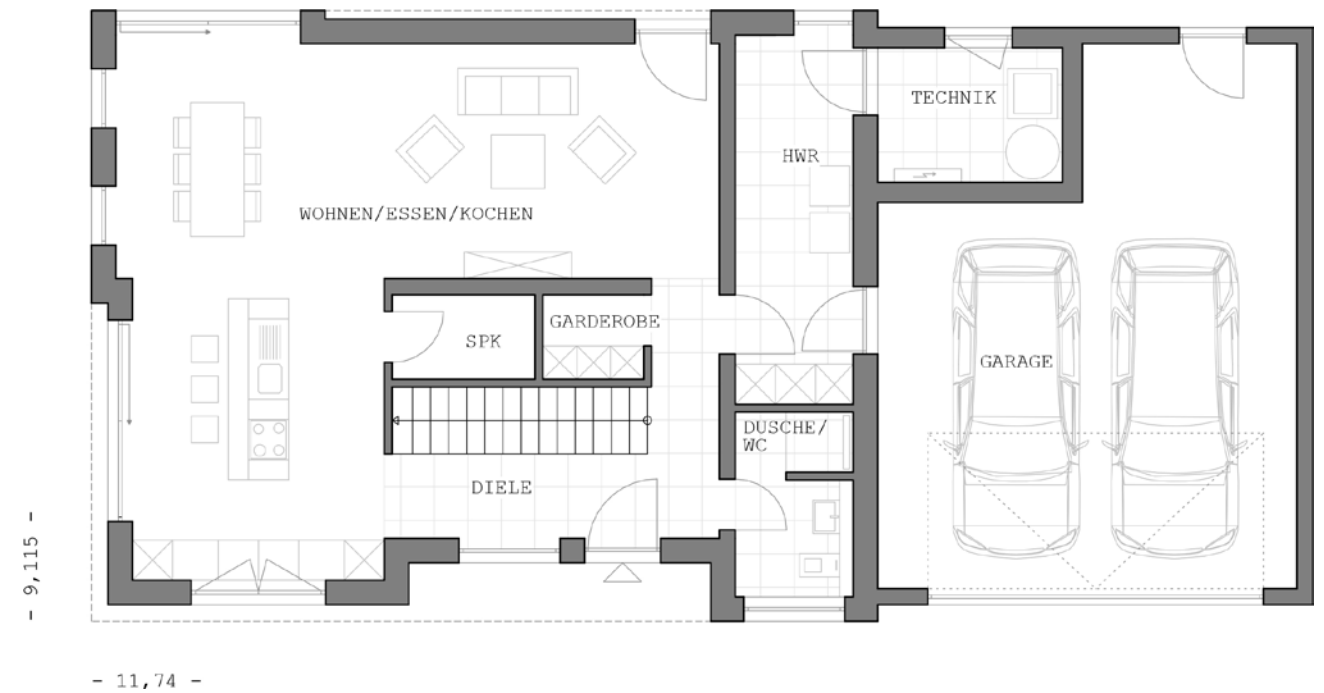 TECHNIK
HWR
WOHNEN/ESSEN/KOCHEN
GARDEROBE
SPK
GARAGE
DUSCHE/
WC
DIELE
- 9,115 -
- 11,74 -